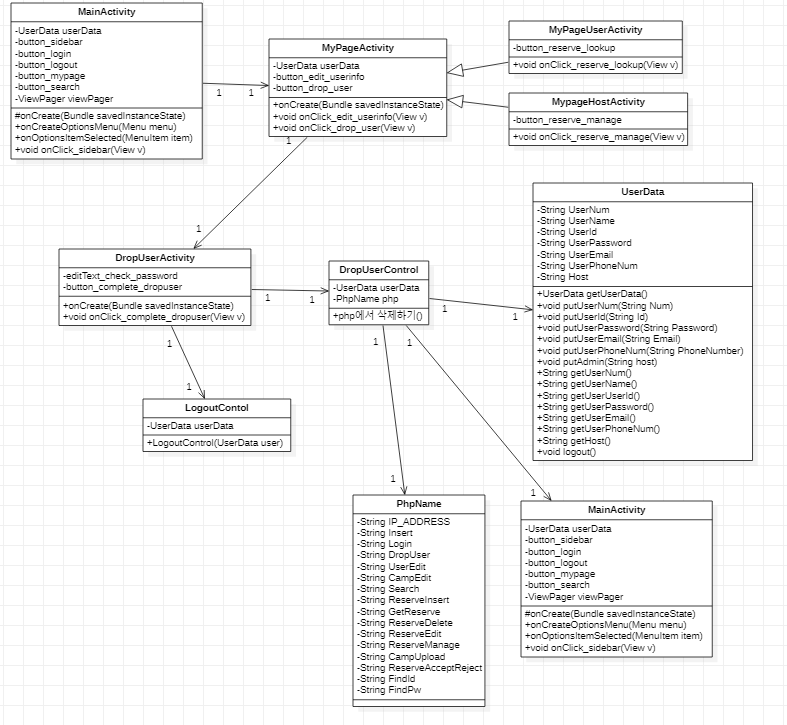 MainActivity
-UserData userData
-button_sidebar
-button_login
-button_logout
-button_mypage
-button_search
-ViewPager viewPager
#onCreate(Bundle savedInstanceState)
+onCreateOptionsMenu(Menu menu)
+onOptionsItemSelected(MenuItem item)
+void onClick_sidebar(View v)
1
1
MyPageActivity
-UserData userData
-button_edit_userinfo
-button_drop_user
+onCreate(Bundle savedInstanceState)
+void onClick_edit_userinfo(View v)
+void onClick_drop_user(View v)
MyPageUserActivity
-button_reserve_lookup
+void onClick_reserve_lookup(View v)
MypageHostActivity
-button_reserve_manage
+void onClick_reserve_manage(View v)
1
1
UserData
-String UserNum
-String UserName
-String UserId
-String UserPassword
-String UserEmail
-String UserPhoneNum
-String Host
+UserData getUserData()
+void putUserNum(String Num)
+void putUserId(String Id)
+void putUserPassword(String Password)
+void putUserEmail(String Email)
+void putUserPhoneNum(String PhoneNumber)
+void putAdmin(String host)
+String getUserNum()
+String getUserName()
+String getUserUserId()
+String getUserPassword()
+String getUserEmail()
+String getUserPhoneNum()
+String getHost()
+void logout()
DropUserActivity
-editText_check_password
-button_complete_dropuser
+onCreate(Bundle savedInstanceState)
+void onClick_complete_dropuser(View v)
1
1
DropUserControl
-UserData userData
-PhpName php
+php에서 삭제하기()
1
1
1
1
LogoutContol
-UserData userData
+LogoutControl(UserData user)
1
1
1
1
PhpName
-String IP_ADDRESS
-String Insert
-String Login
-String DropUser
-String UserEdit
-String CampEdit
-String Search
-String ReserveInsert
-String GetReserve
-String ReserveDelete
-String ReserveEdit
-String ReserveManage
-String CampUpload
-String ReserveAcceptReject
-String FindId
-String FindPw
MainActivity
-UserData userData
-button_sidebar
-button_login
-button_logout
-button_mypage
-button_search
-ViewPager viewPager
#onCreate(Bundle savedInstanceState)
+onCreateOptionsMenu(Menu menu)
+onOptionsItemSelected(MenuItem item)
+void onClick_sidebar(View v)